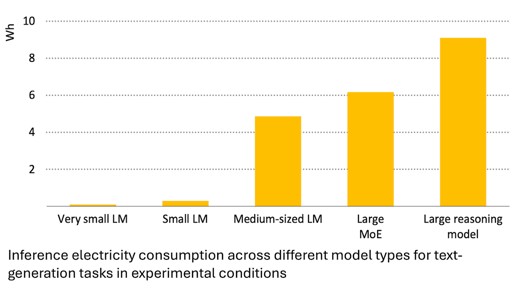 Wh
10
8
6
4
2
Very small LM
Small LM
Medium-sized LM
Large
MoE
Large reasoning
model
Inference electricity consumption across different model types for text-
generation tasks in experimental conditions